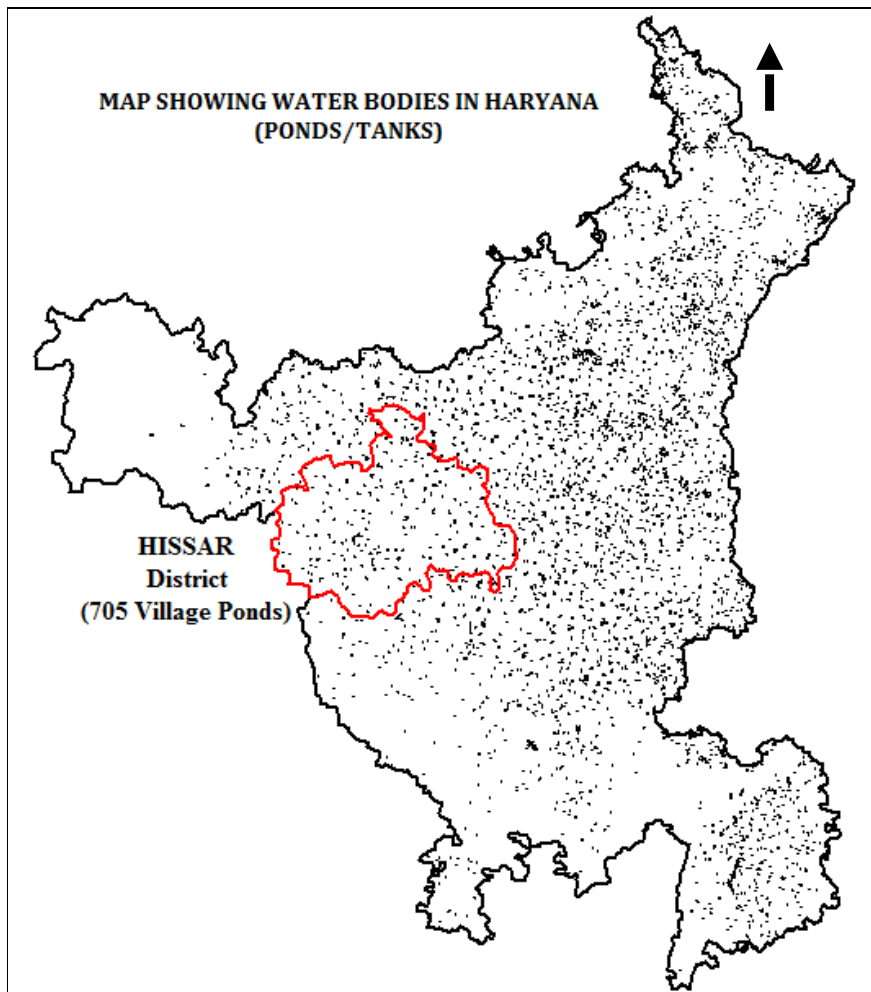 MAP SHOWING WATER BODIES IN HARYANA
(PONDS/TANKS)
HISSAR
District
(705 Village Ponds)